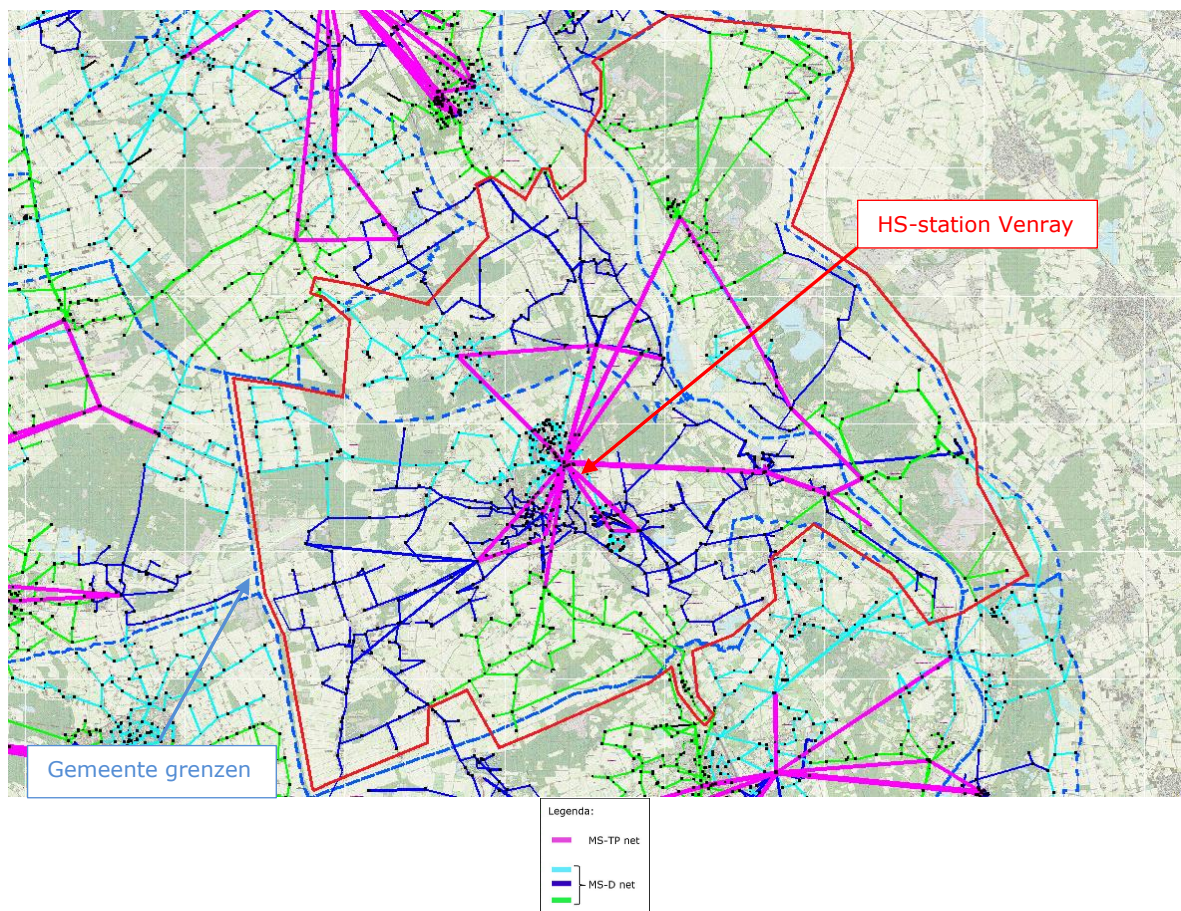 HS-station Venray
Gemeente grenzen
Legenda:
MS-TP net
MS-D net